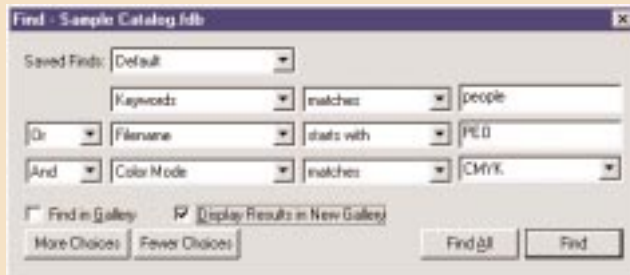 Find - Sample Catalog.fdb
Saved Finds: Default
Keywords matches people
Or Filename starts with PEO
And Color Mode matches CMYK
Find in Gallery Display Results in New Gallery
More Choices Fewer Choices Find All Find